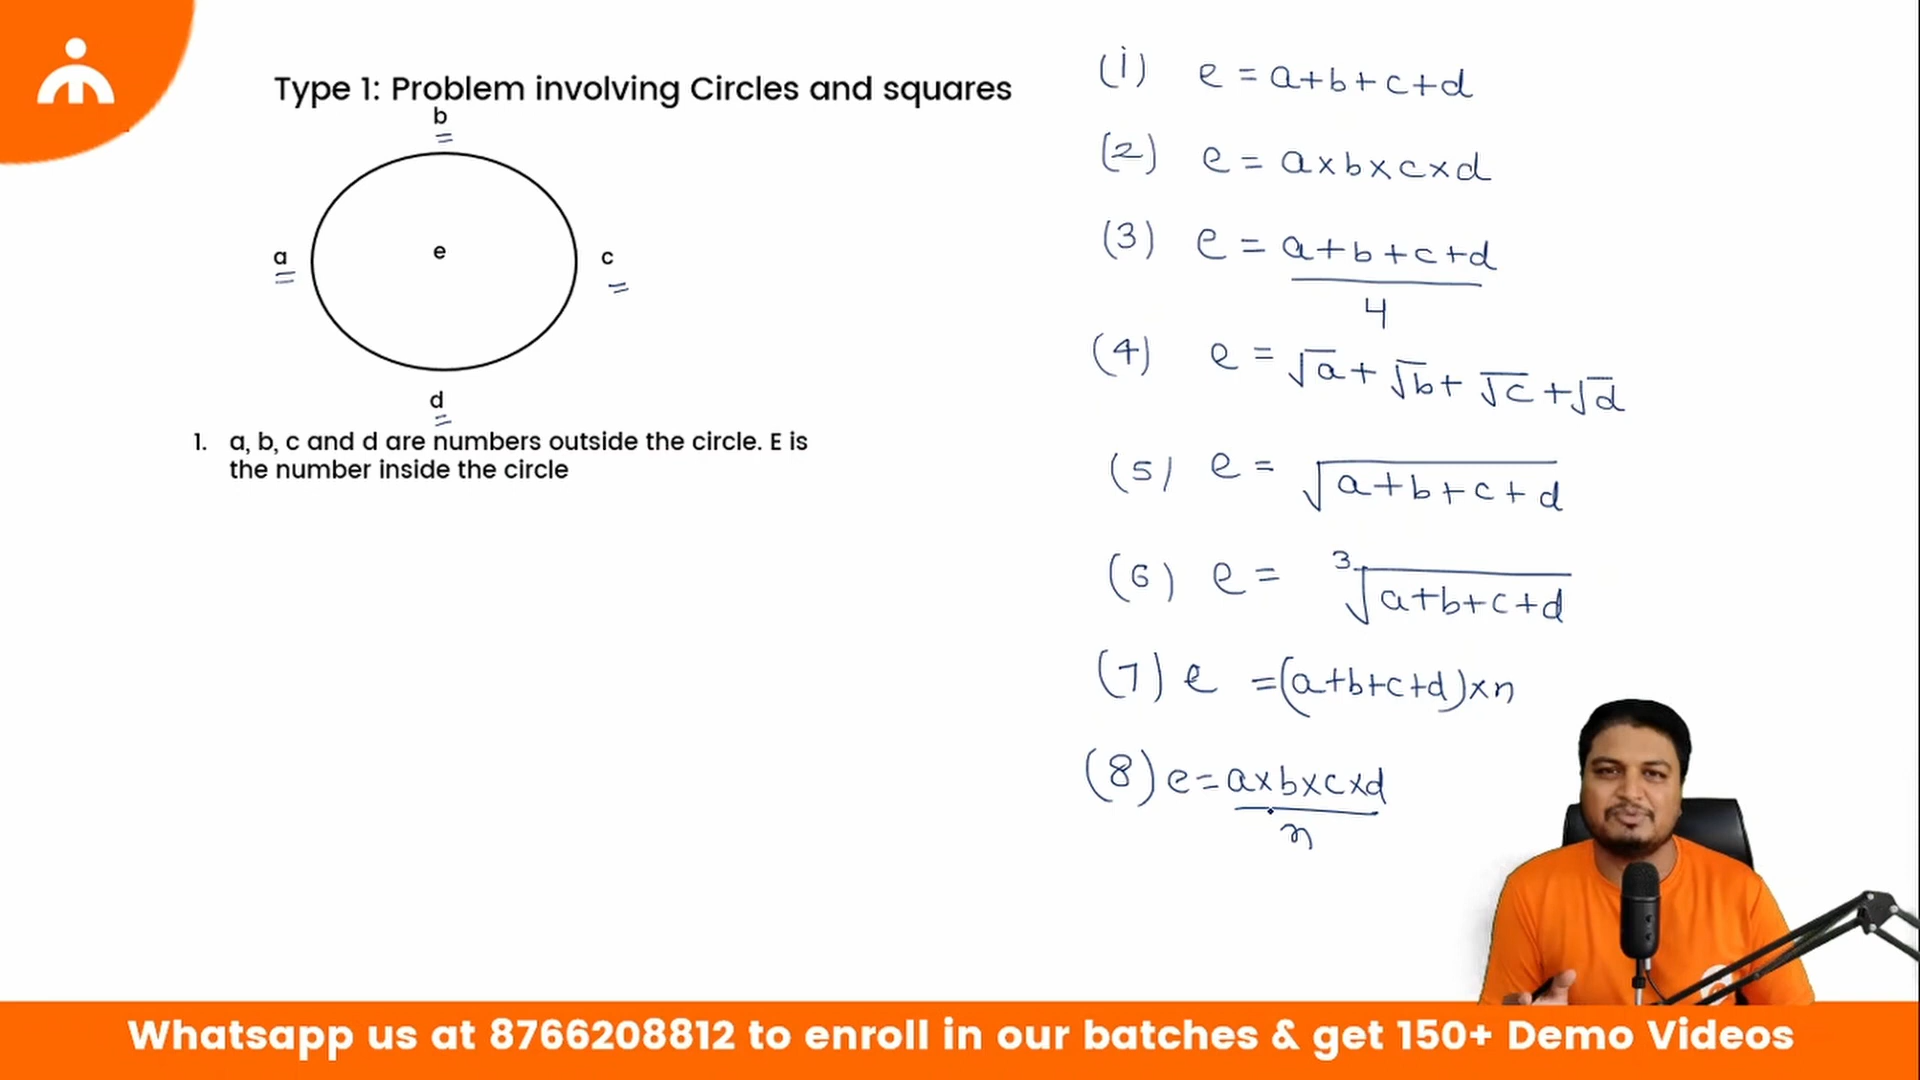 Type 1: Problem involving Circles and squares
b
a
e
c
d
1. a, b, c and d are numbers outside the circle. E is
the number inside the circle
(1) e = a+b+c+d
(2) e = a×b×c×d
(3) e = a+b+c+d
4
(4) e = √a + √b + √c + √d
(5) e = √a+b+c+d
(6) e = 3√a+b+c+d
(7) e =(a+b+c+d)×n
(8) e=a×b×c×d
n
Whatsapp us at 8766208812 to enroll in our batches & get 150+ Demo Videos